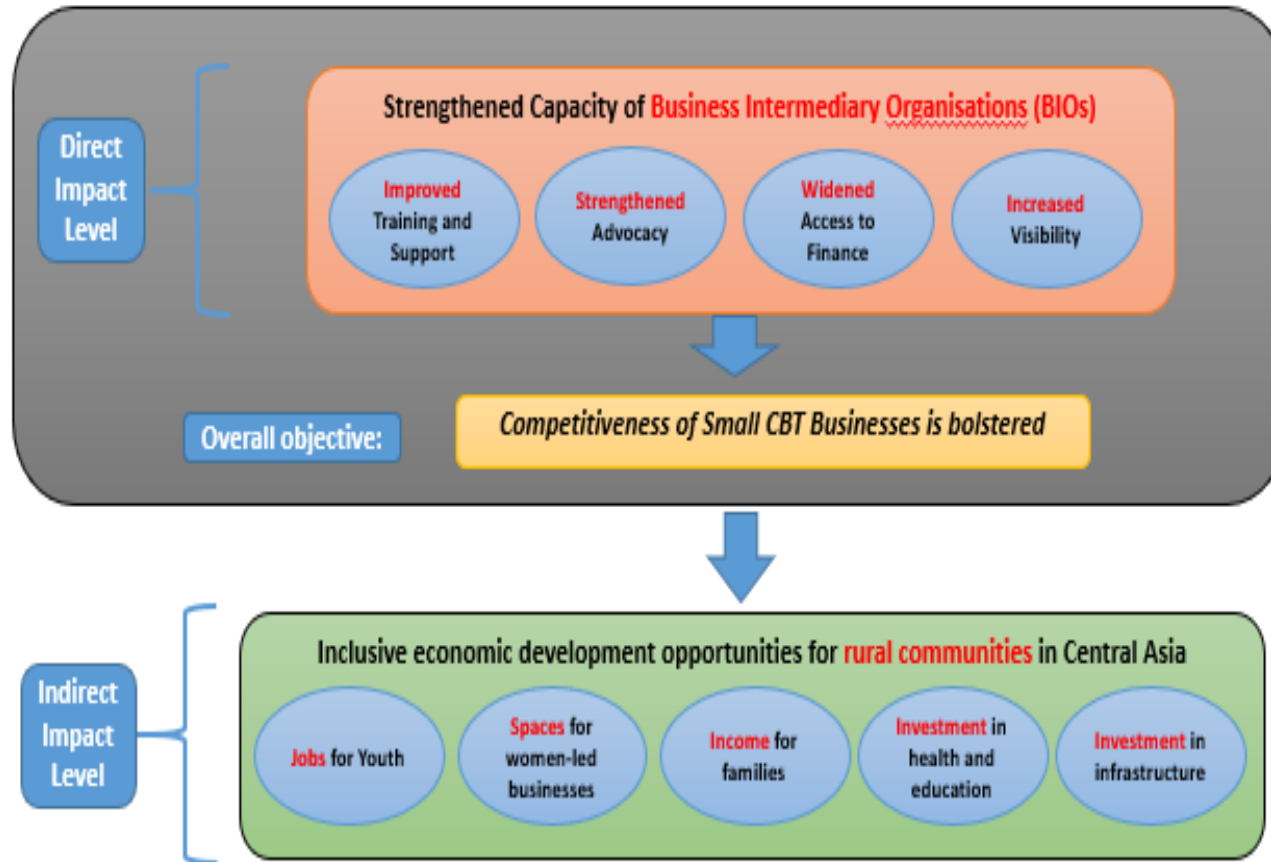 Strengthened Capacity of Business Intermediary Organisations (BIOs)
Direct
Impact
Level
Improved
Training and
Support
Strengthened
Advocacy
Widened
Access to
Finance
Increased
Visibility
Overall objective:
Competitiveness of Small CBT Businesses is bolstered
Inclusive economic development opportunities for rural communities in Central Asia
Indirect
Impact
Level
Jobs for Youth
Spaces for
women-led
businesses
Income for
families
Investment in
health and
education
Investment in
infrastructure